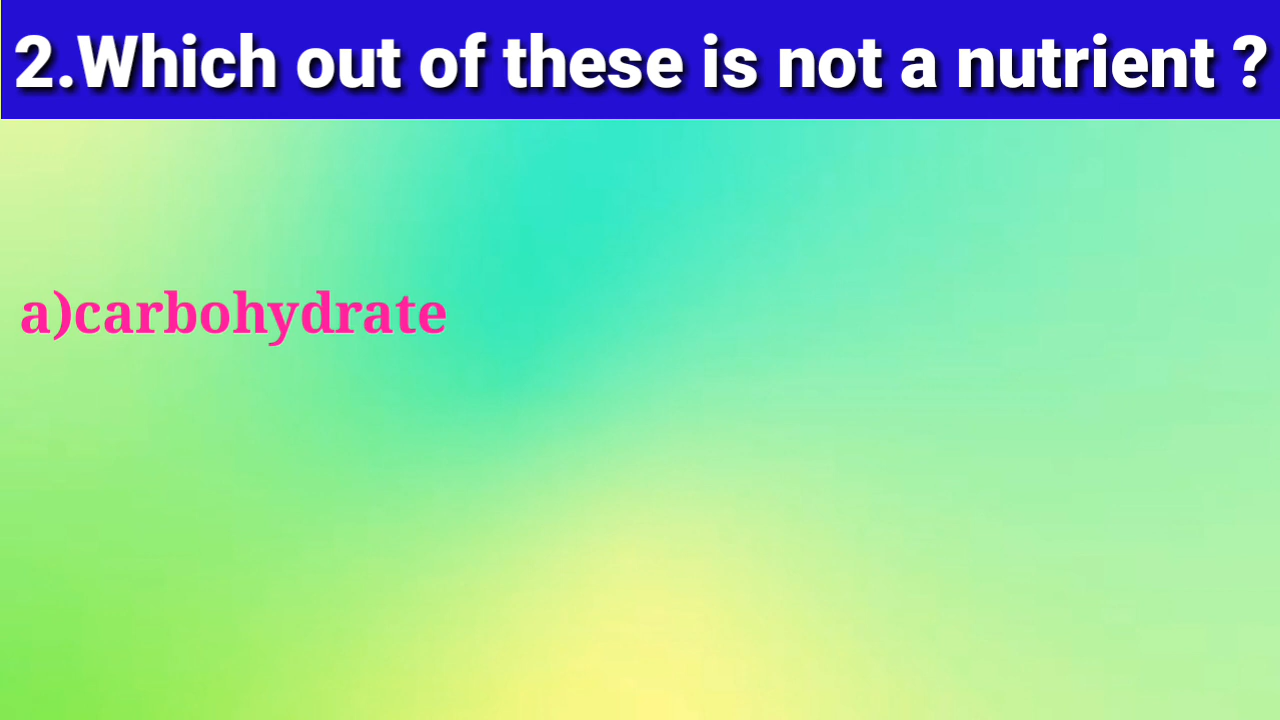 2.Which out of these is not a nutrient ?
a)carbohydrate